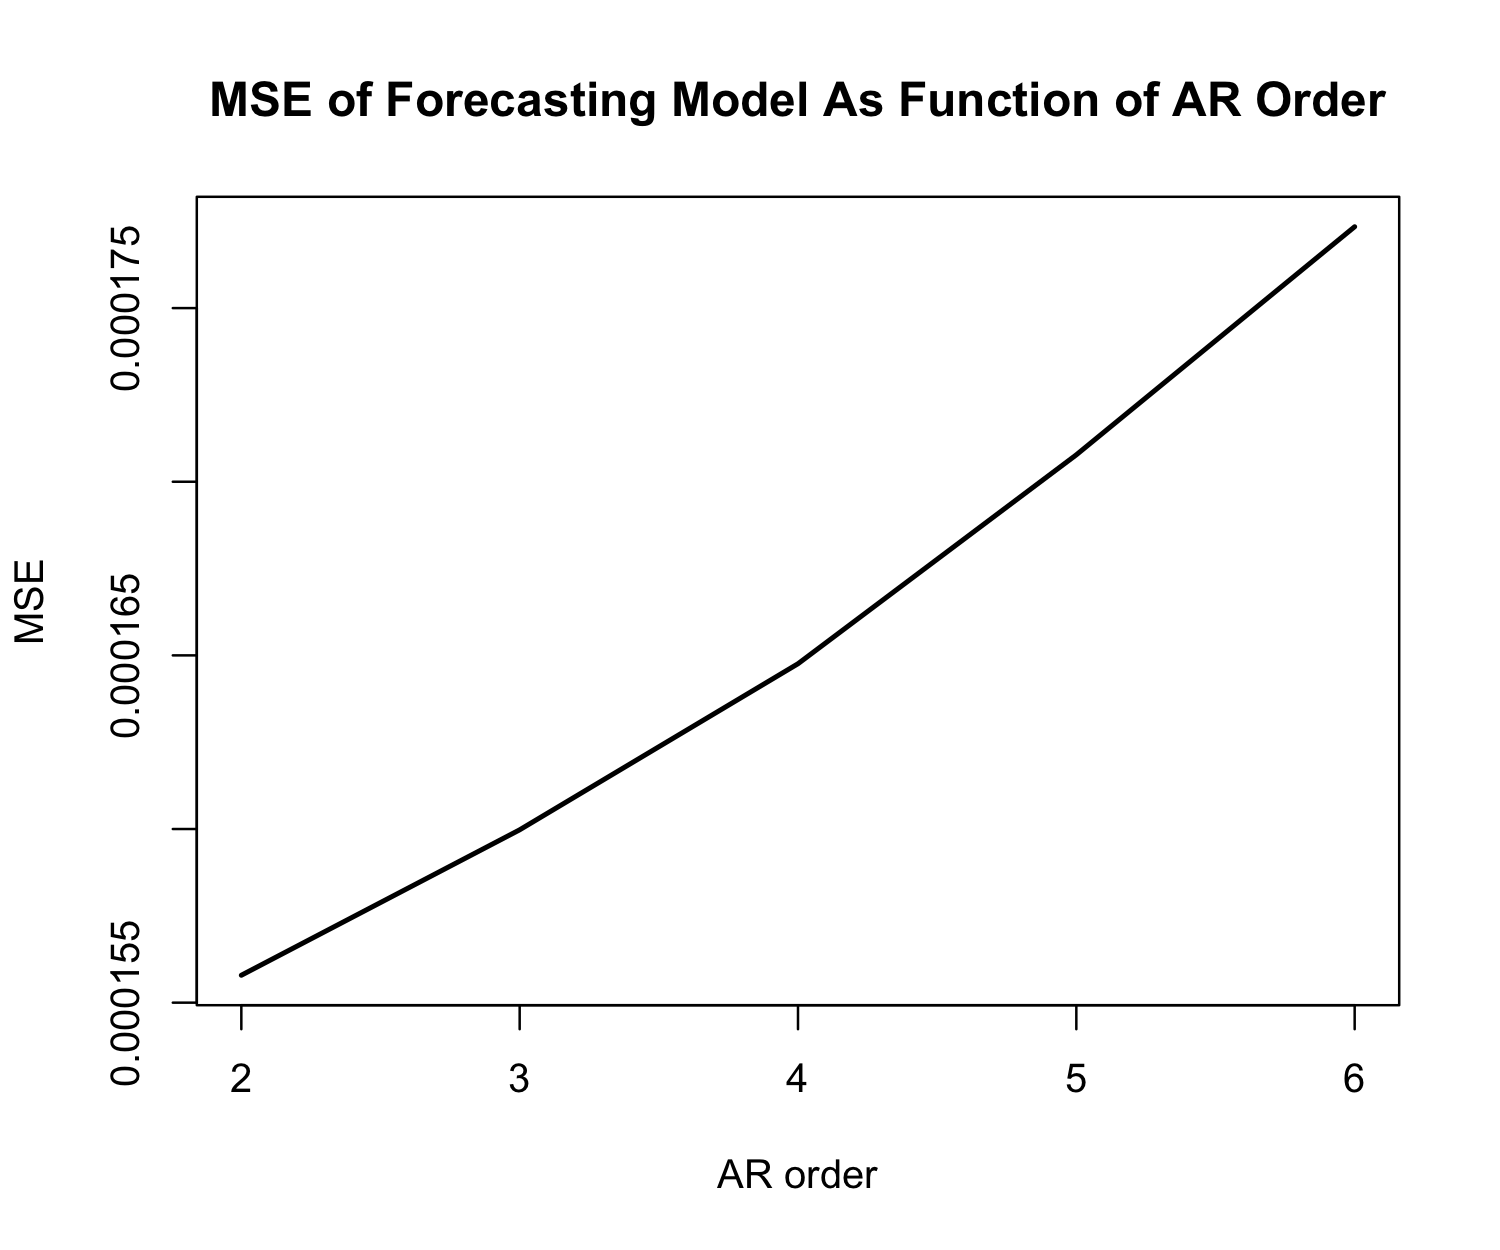 MSE of Forecasting Model As Function of AR Order
MSE
0.000175
0.000165
0.000155
2 3 4 5 6
AR order